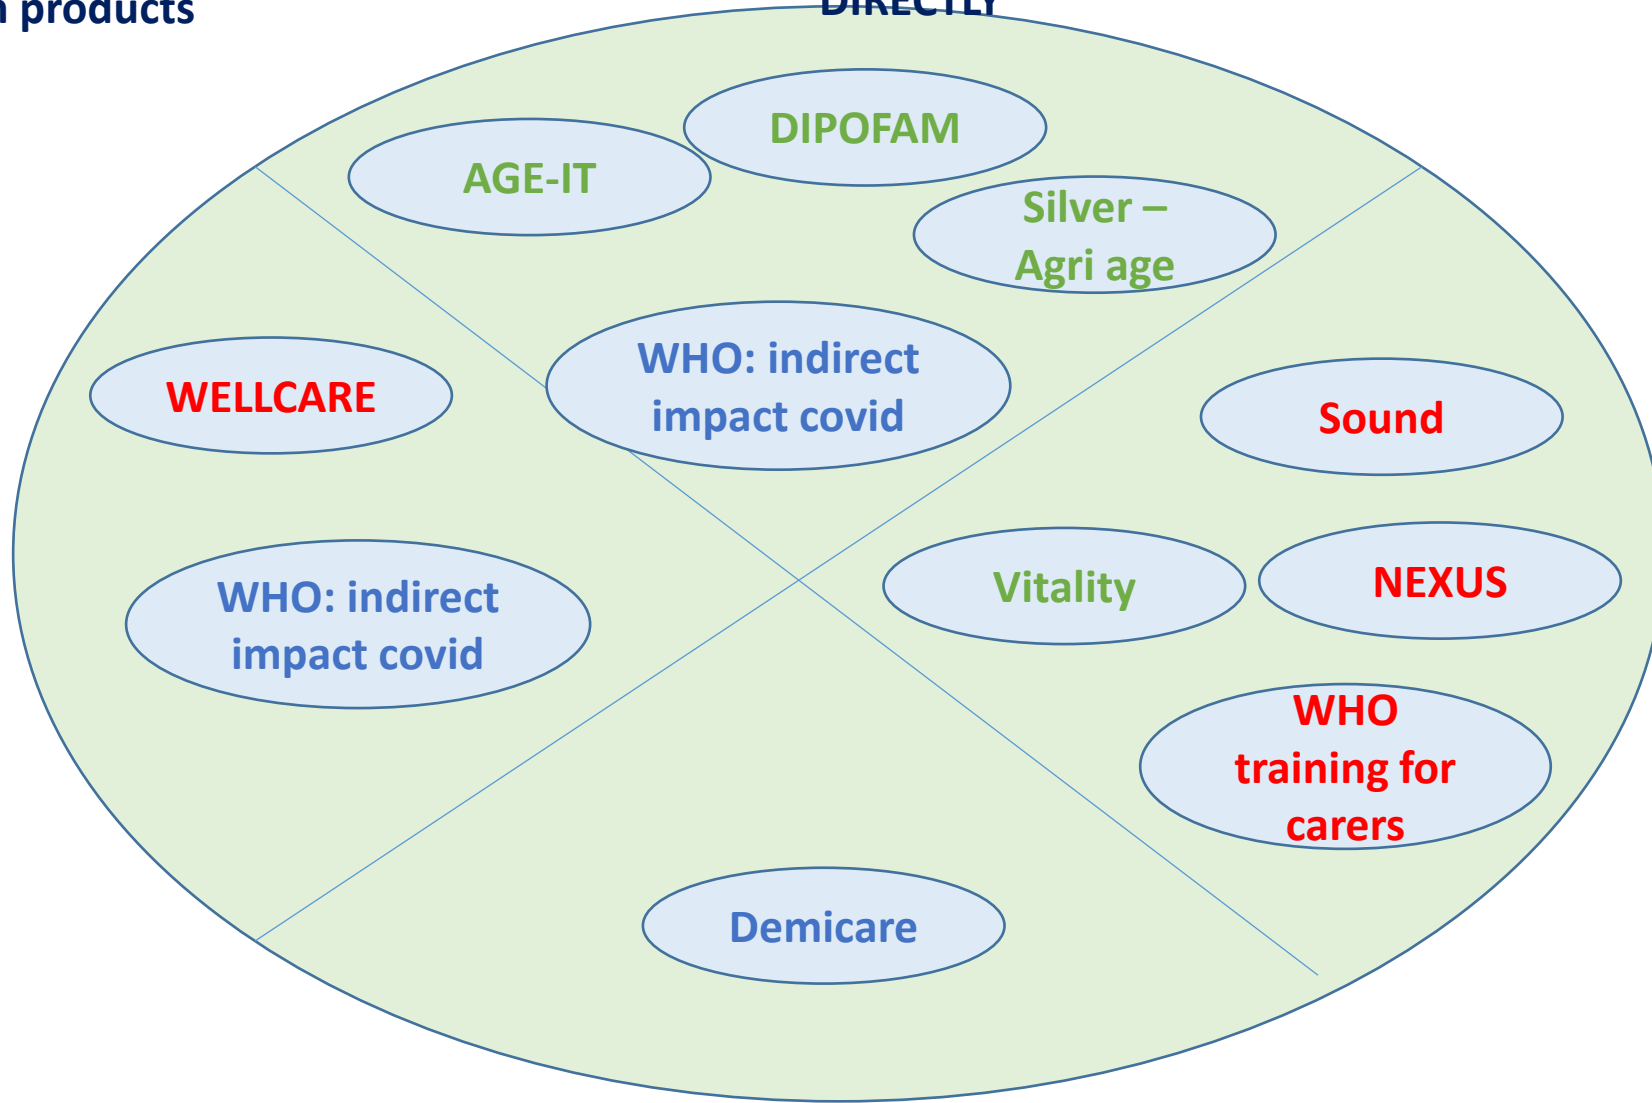 products
DIRECTLY
DIPOFAM
AGE-IT
Silver –
Agri age
WHO: indirect
impact covid
WELLCARE
Sound
Vitality
NEXUS
WHO: indirect
impact covid
WHO
training for
carers
Demicare